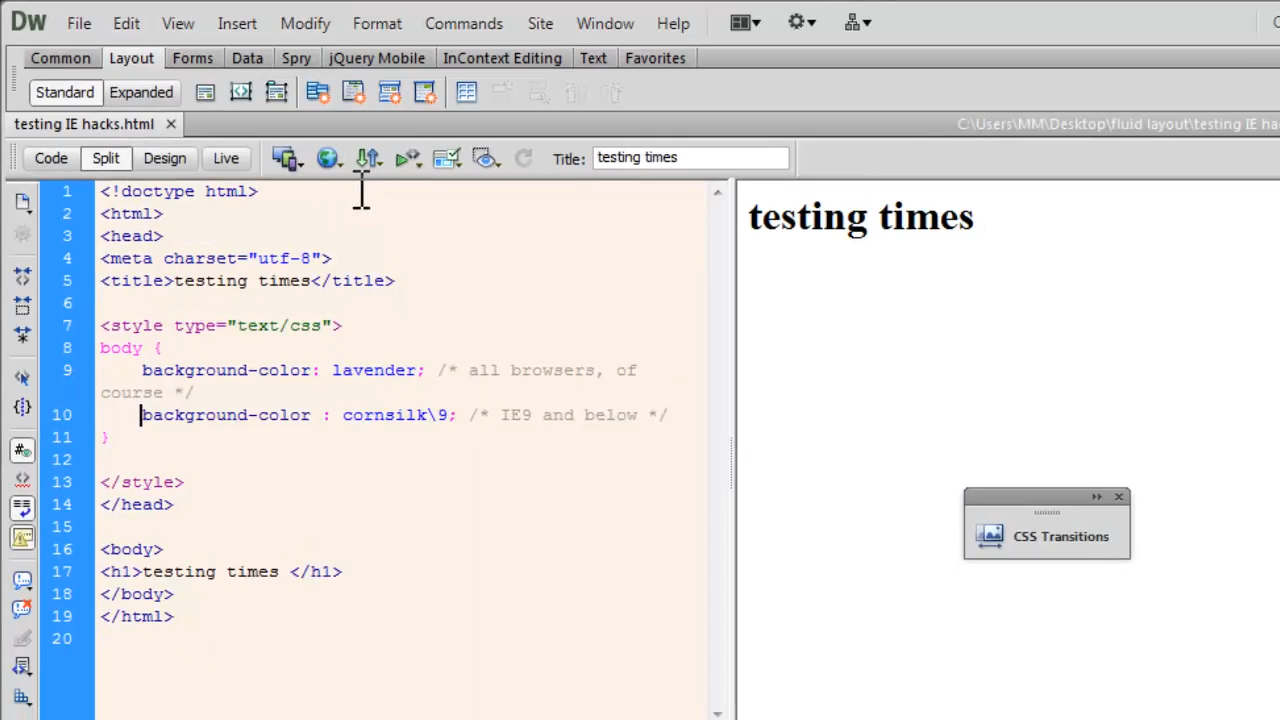 Dw File Edit View Insert Modify Format Commands Site Window Help
Common Layout Forms Data Spry jQuery Mobile InContext Editing Text Favorites
Standard Expanded
testing IE hacks.html C:\Users\MM\Desktop\fluid layout\testing IE ha
Code Split Design Live Title: testing times
1 <!doctype html>
2 <html>
3 <head>
4 <meta charset="utf-8">
5 <title>testing times</title>
6
7 <style type="text/css">
8 body {
9 background-color: lavender; /* all browsers, of
course */
10 background-color : cornsilk\9; /* IE9 and below */
11 }
12
13 </style>
14 </head>
15
16 <body>
17 <h1>testing times </h1>
18 </body>
19 </html>
20
testing times
CSS Transitions